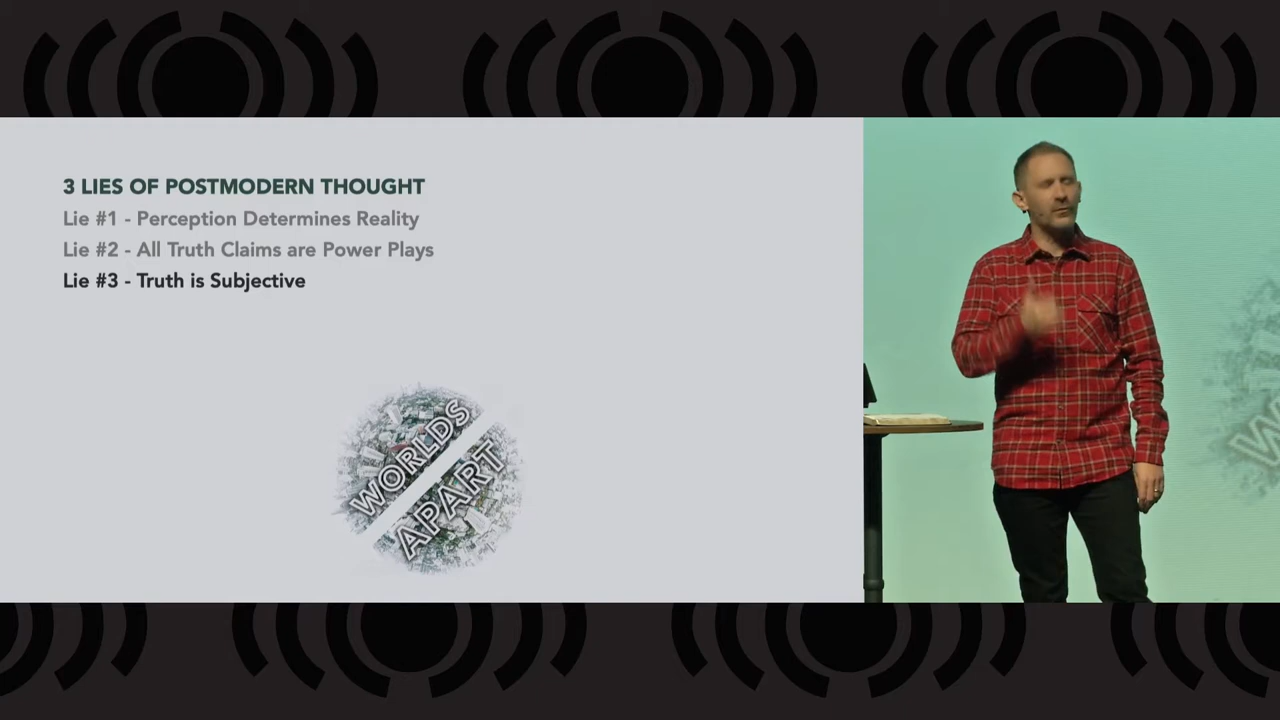 3 LIES OF POSTMODERN THOUGHT
Lie #1 - Perception Determines Reality
Lie #2 - All Truth Claims are Power Plays
Lie #3 - Truth is Subjective
WORLDS
APART